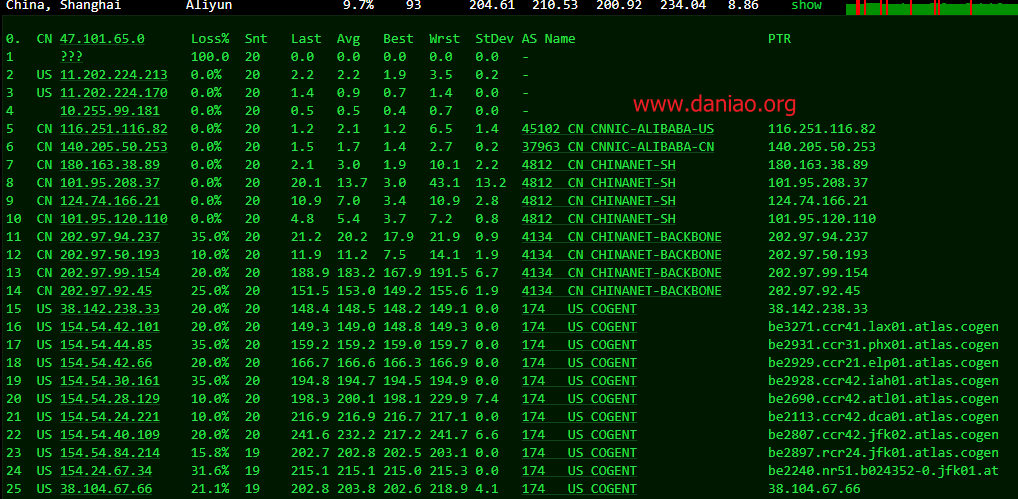 China, Shanghai Aliyun 9.7% 93 204.61 210.53 200.92 234.04 8.86 show
0. CN 47.101.65.0 Loss% Snt Last Avg Best Wrst StDev AS Name PTR
1 ??? 100.0 20 0.0 0.0 0.0 0.0 0.0 -
2 US 11.202.224.213 0.0% 20 2.2 2.2 1.9 3.5 0.2 -
3 US 11.202.224.170 0.0% 20 1.4 0.9 0.7 1.4 0.0 -
4 10.255.99.181 0.0% 20 0.5 0.5 0.4 0.7 0.0 -
www.daniao.org
5 CN 116.251.116.82 0.0% 20 1.2 2.1 1.2 6.5 1.4 45102 CN CNNIC-ALIBABA-US 116.251.116.82
6 CN 140.205.50.253 0.0% 20 1.5 1.7 1.4 2.7 0.2 37963 CN CNNIC-ALIBABA-CN 140.205.50.253
7 CN 180.163.38.89 0.0% 20 2.1 3.0 1.9 10.1 2.2 4812 CN CHINANET-SH 180.163.38.89
8 CN 101.95.208.37 0.0% 20 20.1 13.7 3.0 43.1 13.2 4812 CN CHINANET-SH 101.95.208.37
9 CN 124.74.166.21 0.0% 20 10.9 7.0 3.4 10.9 2.8 4812 CN CHINANET-SH 124.74.166.21
10 CN 101.95.120.110 0.0% 20 4.8 5.4 3.7 7.2 0.8 4812 CN CHINANET-SH 101.95.120.110
11 CN 202.97.94.237 35.0% 20 21.2 20.2 17.9 21.9 0.9 4134 CN CHINANET-BACKBONE 202.97.94.237
12 CN 202.97.50.193 10.0% 20 11.9 11.2 7.5 14.1 1.9 4134 CN CHINANET-BACKBONE 202.97.50.193
13 CN 202.97.99.154 20.0% 20 188.9 183.2 167.9 191.5 6.7 4134 CN CHINANET-BACKBONE 202.97.99.154
14 CN 202.97.92.45 25.0% 20 151.5 153.0 149.2 155.6 1.9 4134 CN CHINANET-BACKBONE 202.97.92.45
15 US 38.142.238.33 20.0% 20 148.4 148.5 148.2 149.1 0.0 174 US COGENT 38.142.238.33
16 US 154.54.42.101 20.0% 20 149.3 149.0 148.8 149.3 0.0 174 US COGENT be3271.ccr41.lax01.atlas.cogen
17 US 154.54.44.85 35.0% 20 159.2 159.2 159.0 159.7 0.0 174 US COGENT be2931.ccr31.phx01.atlas.cogen
18 US 154.54.42.66 20.0% 20 166.7 166.6 166.3 166.9 0.0 174 US COGENT be2929.ccr21.elp01.atlas.cogen
19 US 154.54.30.161 35.0% 20 194.8 194.7 194.5 194.9 0.0 174 US COGENT be2928.ccr42.iah01.atlas.cogen
20 US 154.54.28.129 10.0% 20 198.3 200.1 198.1 229.9 7.4 174 US COGENT be2690.ccr42.atl01.atlas.cogen
21 US 154.54.24.221 10.0% 20 216.9 216.9 216.7 217.1 0.0 174 US COGENT be2113.ccr42.dca01.atlas.cogen
22 US 154.54.40.109 20.0% 20 241.6 232.2 217.2 241.7 6.6 174 US COGENT be2807.ccr42.jfk02.atlas.cogen
23 US 154.54.84.214 15.8% 19 202.7 202.8 202.5 203.1 0.0 174 US COGENT be2897.rcr24.jfk01.atlas.cogen
24 US 154.24.67.34 31.6% 19 215.1 215.1 215.0 215.3 0.0 174 US COGENT be2240.nr51.b024352-0.jfk01.at
25 US 38.104.67.66 21.1% 19 202.8 203.8 202.6 218.9 4.1 174 US COGENT 38.104.67.66